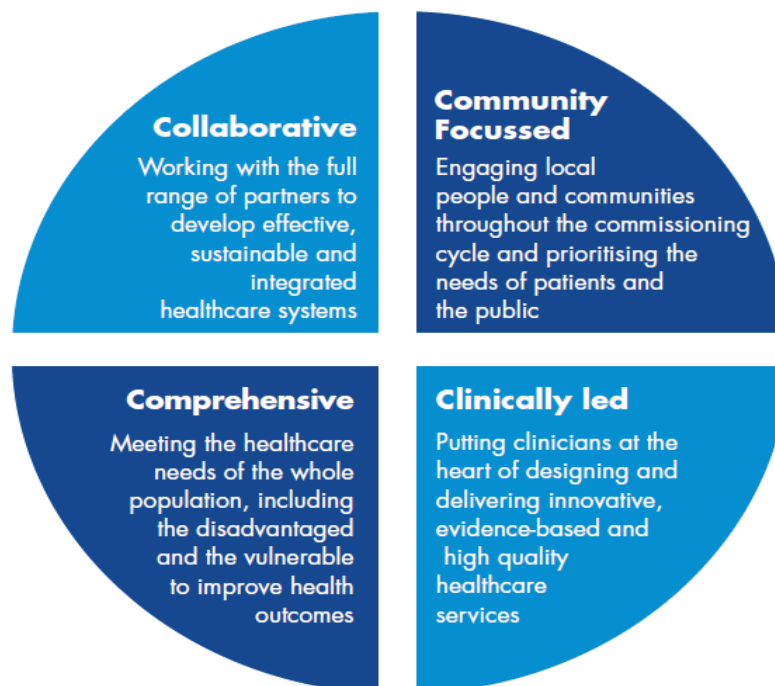 Collaborative
Working with the full
range of partners to
develop effective,
sustainable and
integrated
healthcare systems
Community
Focussed
Engaging local
people and communities
throughout the commissioning
cycle and prioritising the
needs of patients and
the public
Comprehensive
Meeting the healthcare
needs of the whole
population, including
the disadvantaged
and the vulnerable
to improve health
outcomes
Clinically led
Putting clinicians at the
heart of designing and
delivering innovative,
evidence-based and
high quality
healthcare
services